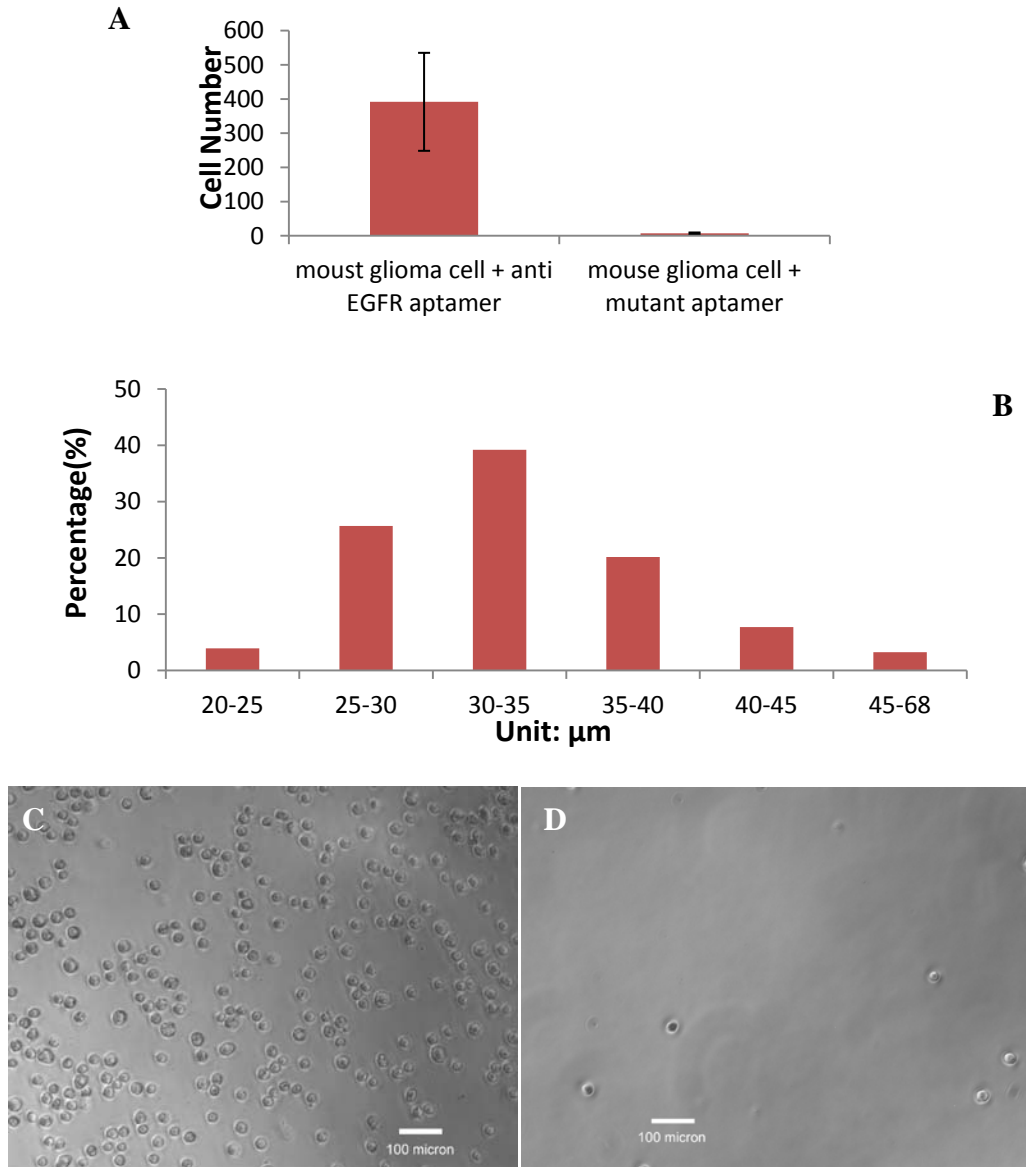 A
Cell Number
600
500
400
300
200
100
0
moust glioma cell + anti
EGFR aptamer
mouse glioma cell +
mutant aptamer
B
Percentage(%)
50
40
30
20
10
0
20-25
25-30
30-35
35-40
40-45
45-68
Unit: µm
C
100 micron
D
100 micron